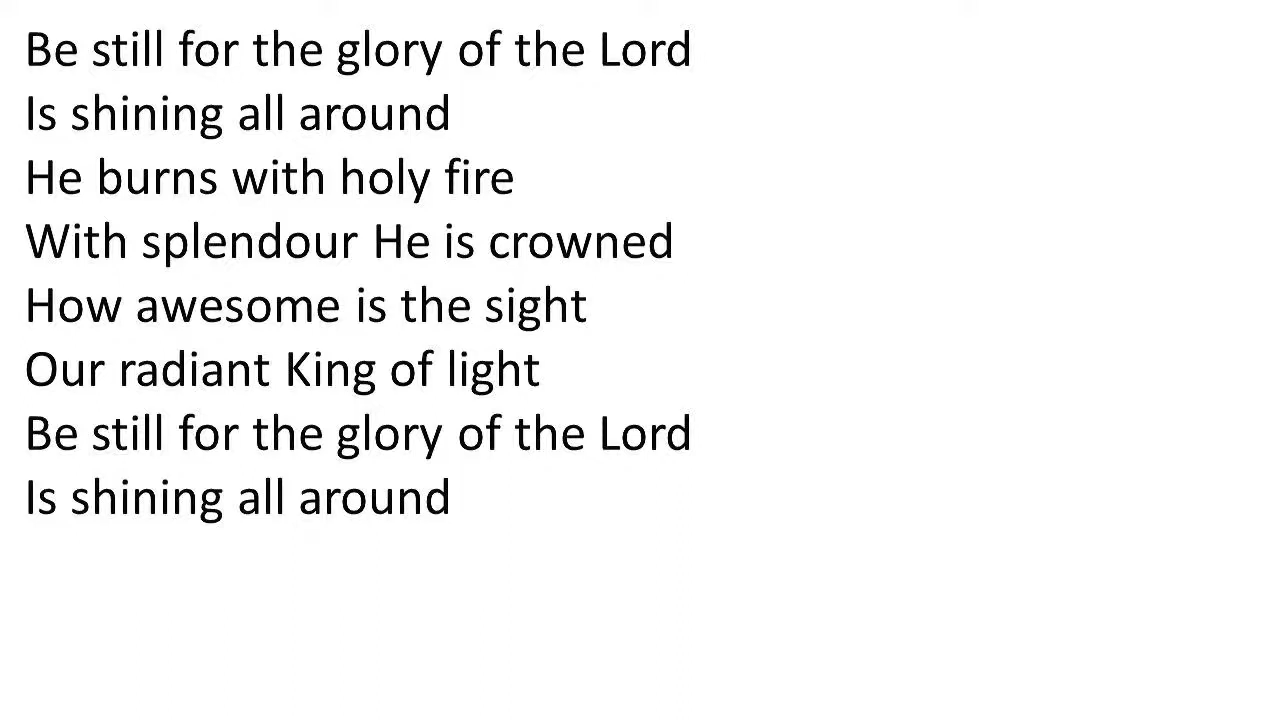 Be still for the glory of the Lord
Is shining all around
He burns with holy fire
With splendour He is crowned
How awesome is the sight
Our radiant King of light
Be still for the glory of the Lord
Is shining all around